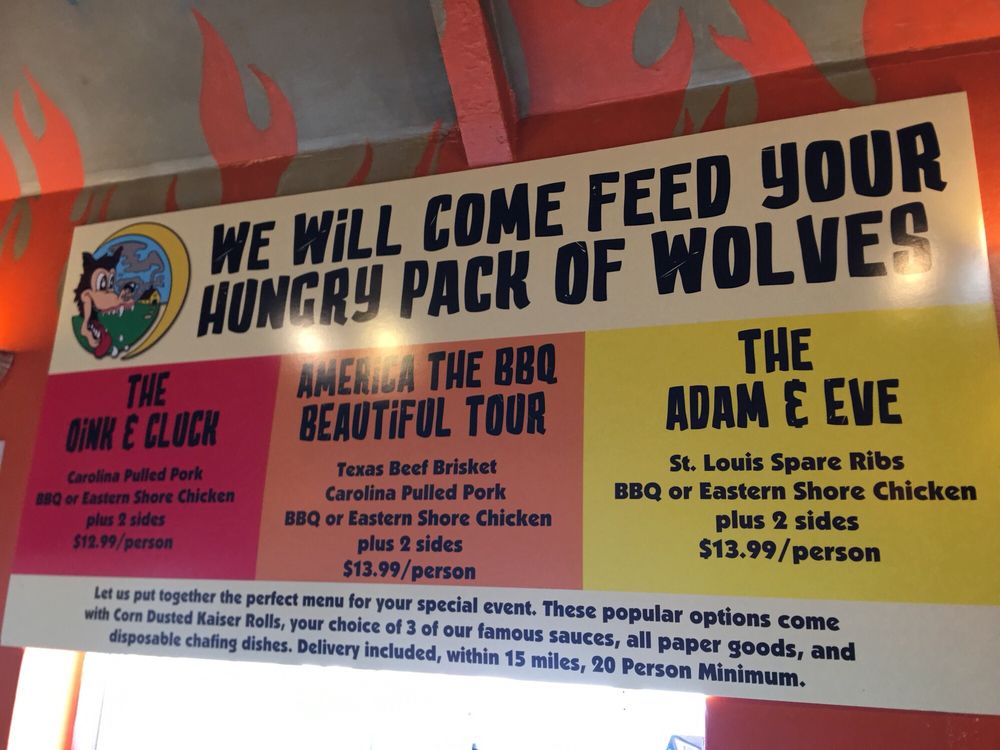 WE WILL COME FEED YOUR
HUNGRY PACK OF WOLVES
THE
OINK & CLUCK
Carolina Pulled Pork
BBQ or Eastern Shore Chicken
plus 2 sides
$12.99/person
AMERICA THE BBQ
BEAUTIFUL TOUR
Texas Beef Brisket
Carolina Pulled Pork
BBQ or Eastern Shore Chicken
plus 2 sides
$13.99/person
THE
ADAM & EVE
St. Louis Spare Ribs
BBQ or Eastern Shore Chicken
plus 2 sides
$13.99/person
Let us put together the perfect menu for your special event. These popular options come
with Corn Dusted Kaiser Rolls, your choice of 3 of our famous sauces, all paper goods, and
disposable chafing dishes. Delivery included, within 15 miles, 20 Person Minimum.